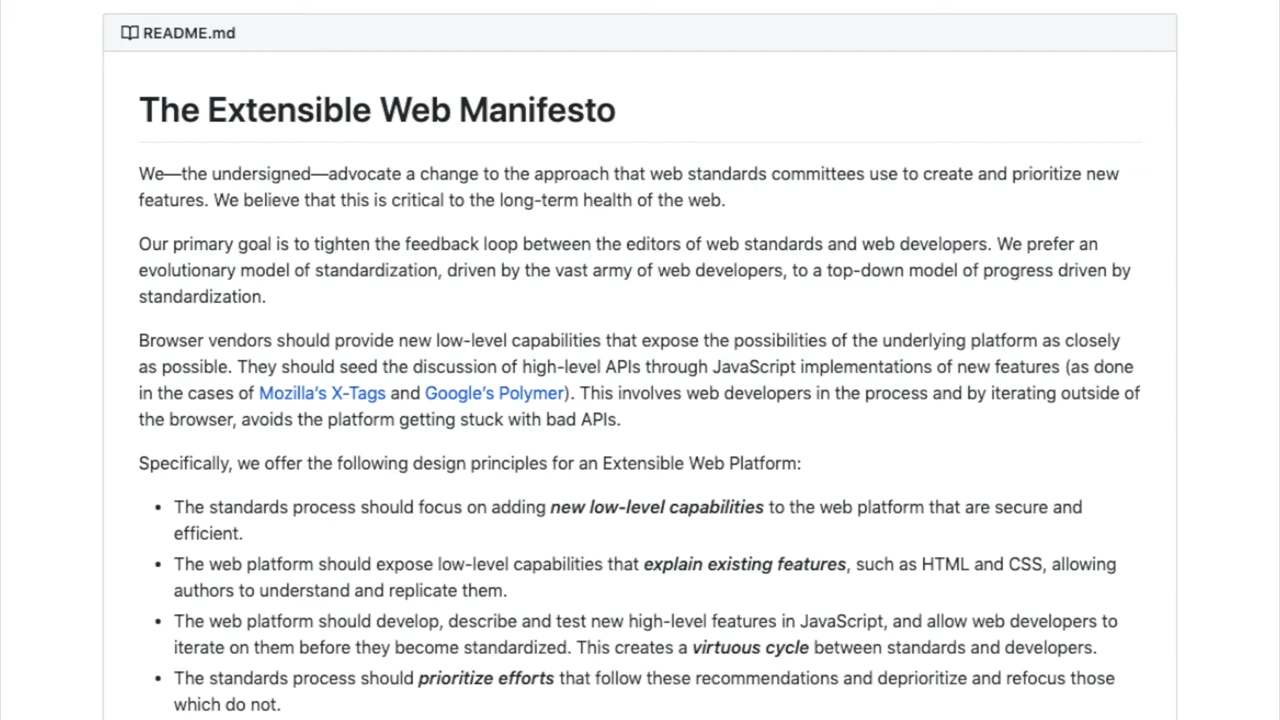 README.md
The Extensible Web Manifesto
We—the undersigned—advocate a change to the approach that web standards committees use to create and prioritize new
features. We believe that this is critical to the long-term health of the web.
Our primary goal is to tighten the feedback loop between the editors of web standards and web developers. We prefer an
evolutionary model of standardization, driven by the vast army of web developers, to a top-down model of progress driven by
standardization.
Browser vendors should provide new low-level capabilities that expose the possibilities of the underlying platform as closely
as possible. They should seed the discussion of high-level APIs through JavaScript implementations of new features (as done
in the cases of Mozilla's X-Tags and Google's Polymer). This involves web developers in the process and by iterating outside of
the browser, avoids the platform getting stuck with bad APIs.
Specifically, we offer the following design principles for an Extensible Web Platform:
• The standards process should focus on adding new low-level capabilities to the web platform that are secure and
efficient.
• The web platform should expose low-level capabilities that explain existing features, such as HTML and CSS, allowing
authors to understand and replicate them.
• The web platform should develop, describe and test new high-level features in JavaScript, and allow web developers to
iterate on them before they become standardized. This creates a virtuous cycle between standards and developers.
• The standards process should prioritize efforts that follow these recommendations and deprioritize and refocus those
which do not.